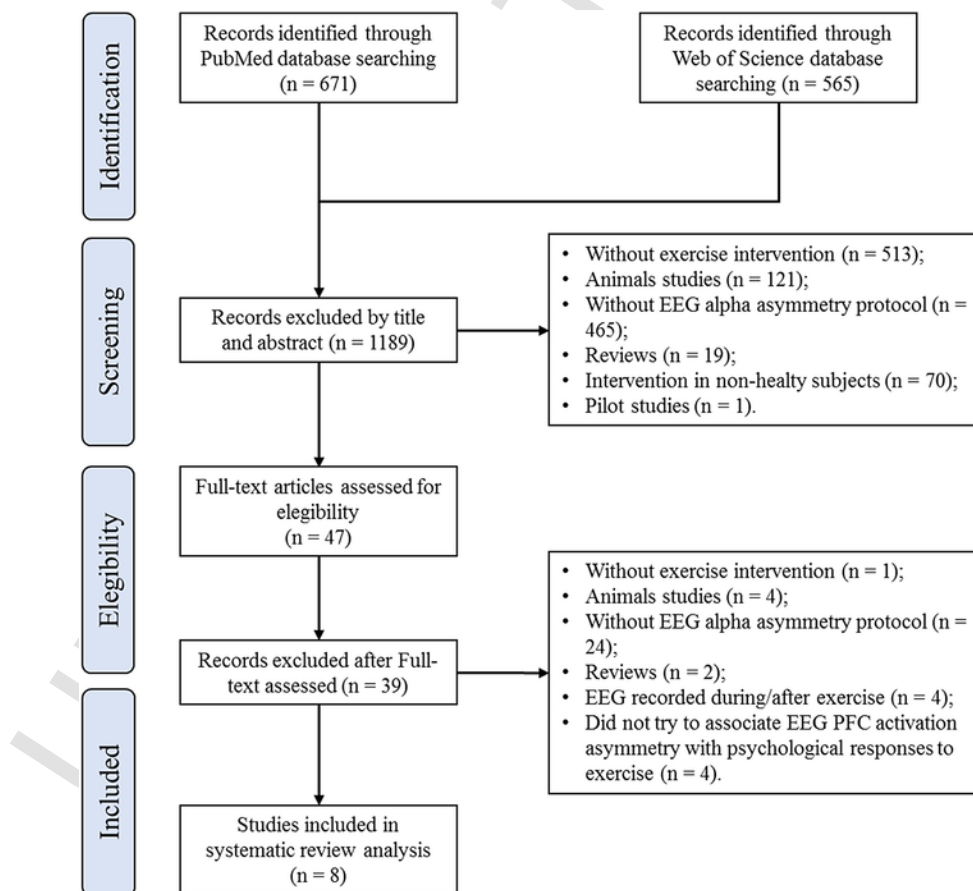 Identification
Records identified through
PubMed database searching
(n = 671)
Records identified through
Web of Science database
searching (n = 565)
Screening
Records excluded by title
and abstract (n = 1189)
• Without exercise intervention (n = 513);
• Animals studies (n = 121);
• Without EEG alpha asymmetry protocol (n =
465);
• Reviews (n = 19);
• Intervention in non-healty subjects (n = 70);
• Pilot studies (n = 1).
Elegibility
Full-text articles assessed for
elegibility
(n = 47)
Records excluded after Full-
text assessed (n = 39)
• Without exercise intervention (n = 1);
• Animals studies (n = 4);
• Without EEG alpha asymmetry protocol (n =
24);
• Reviews (n = 2);
• EEG recorded during/after exercise (n = 4);
• Did not try to associate EEG PFC activation
asymmetry with psychological responses to
exercise (n = 4).
Included
Studies included in
systematic review analysis
(n = 8)